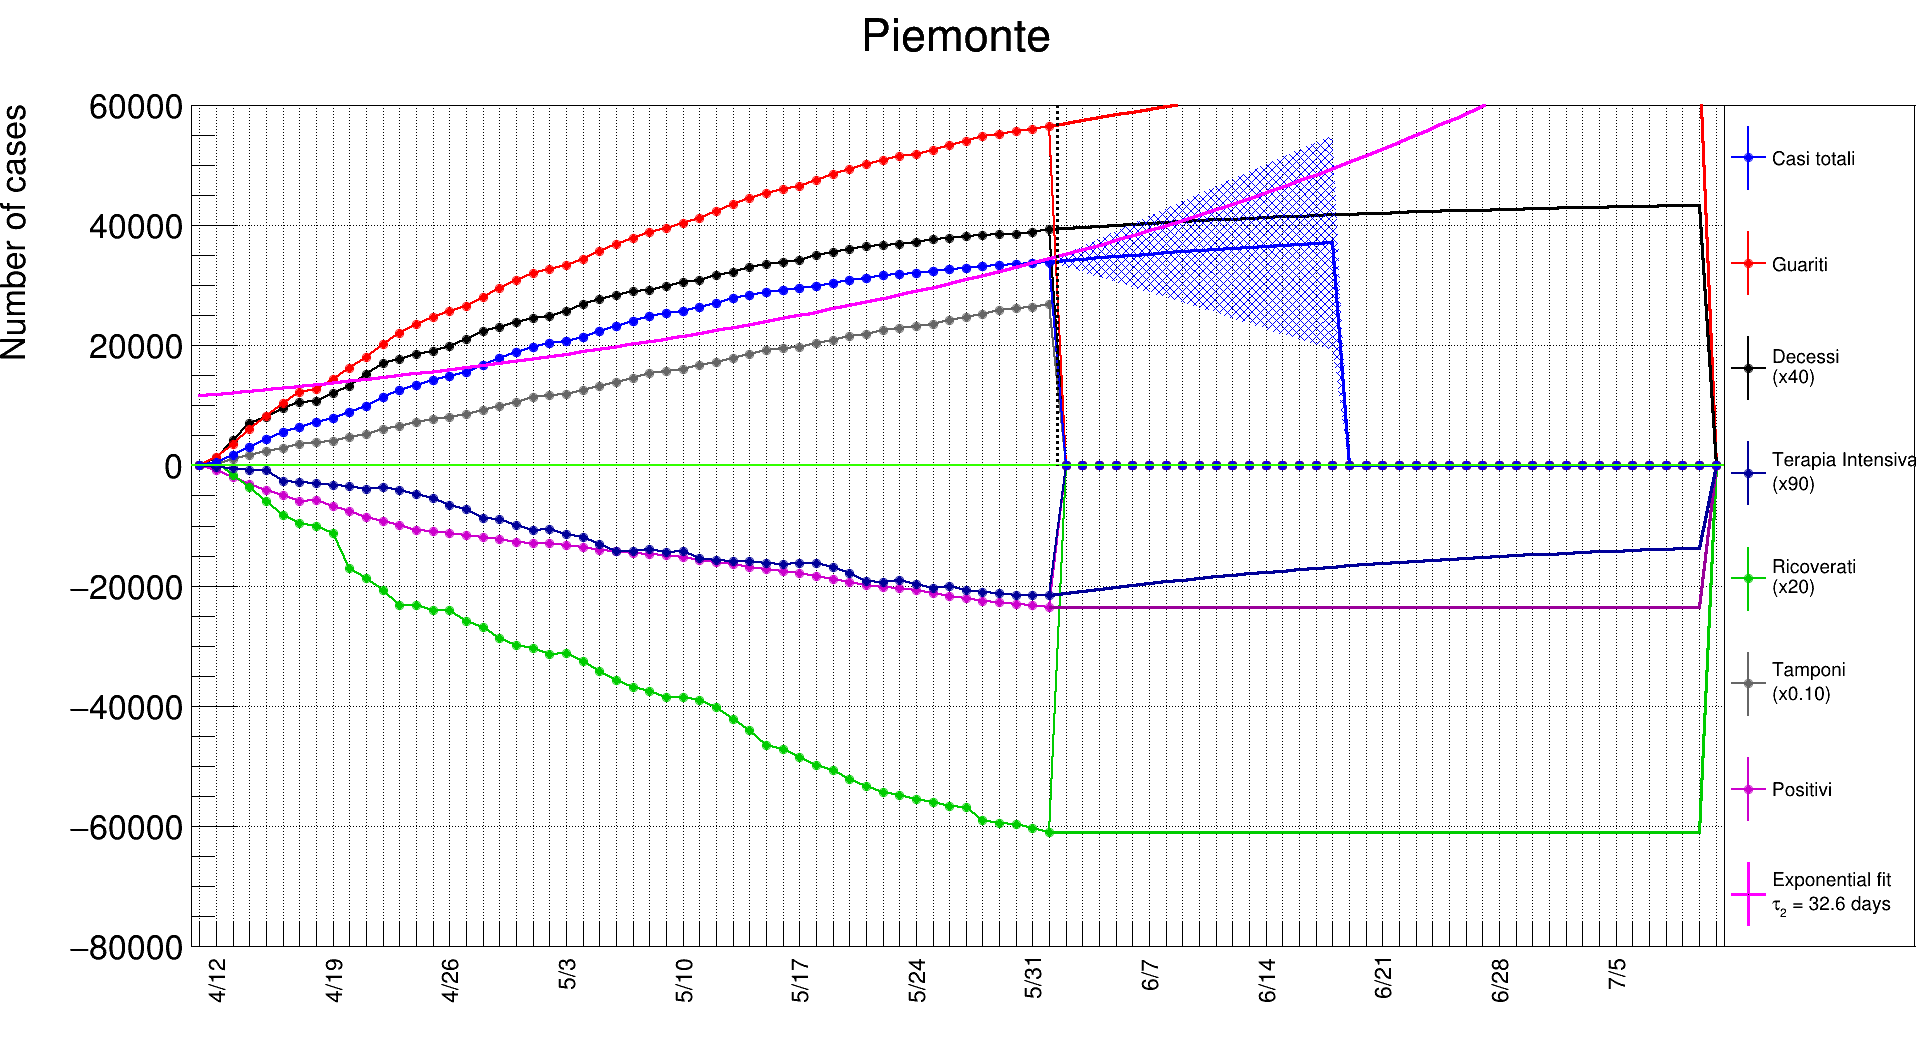 Piemonte
Number of cases
60000
40000
20000
0
−20000
−40000
−60000
−80000
4/12
4/19
4/26
5/3
5/10
5/17
5/24
5/31
6/7
6/14
6/21
6/28
7/5
Casi totali
Guariti
Decessi
(x40)
Terapia Intensiva
(x90)
Ricoverati
(x20)
Tamponi
(x0.10)
Positivi
Exponential fit
τ2 = 32.6 days